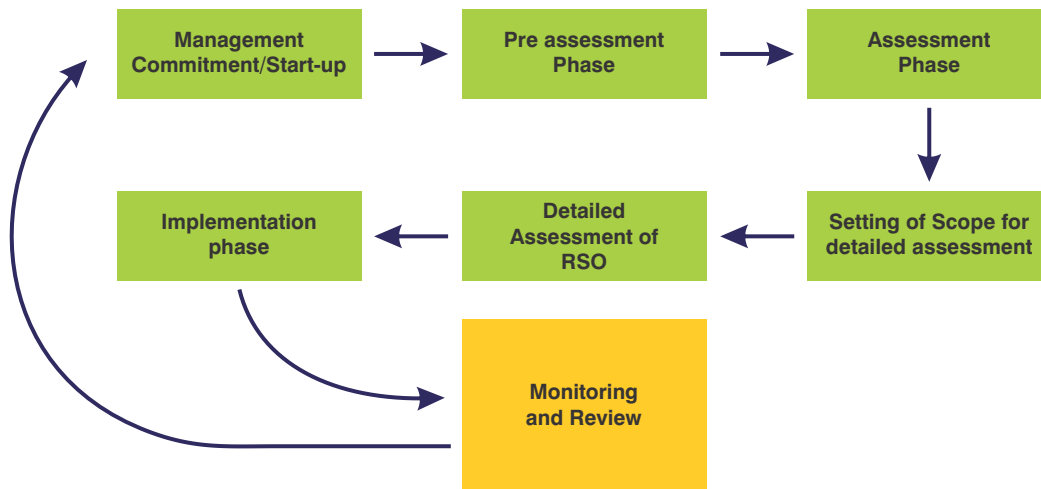 Management
Commitment/Start-up
Pre assessment
Phase
Assessment
Phase
Implementation
phase
Detailed
Assessment of
RSO
Setting of Scope for
detailed assessment
Monitoring
and Review